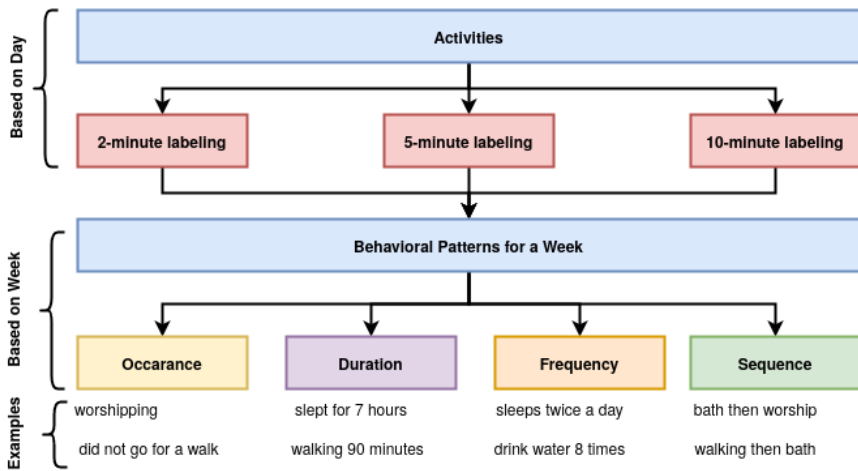 Based on Day
Activities
2-minute labeling
5-minute labeling
10-minute labeling
Based on Week
Behavioral Patterns for a Week
Occarance
Duration
Frequency
Sequence
Examples
worshipping
slept for 7 hours
sleeps twice a day
bath then worship
did not go for a walk
walking 90 minutes
drink water 8 times
walking then bath